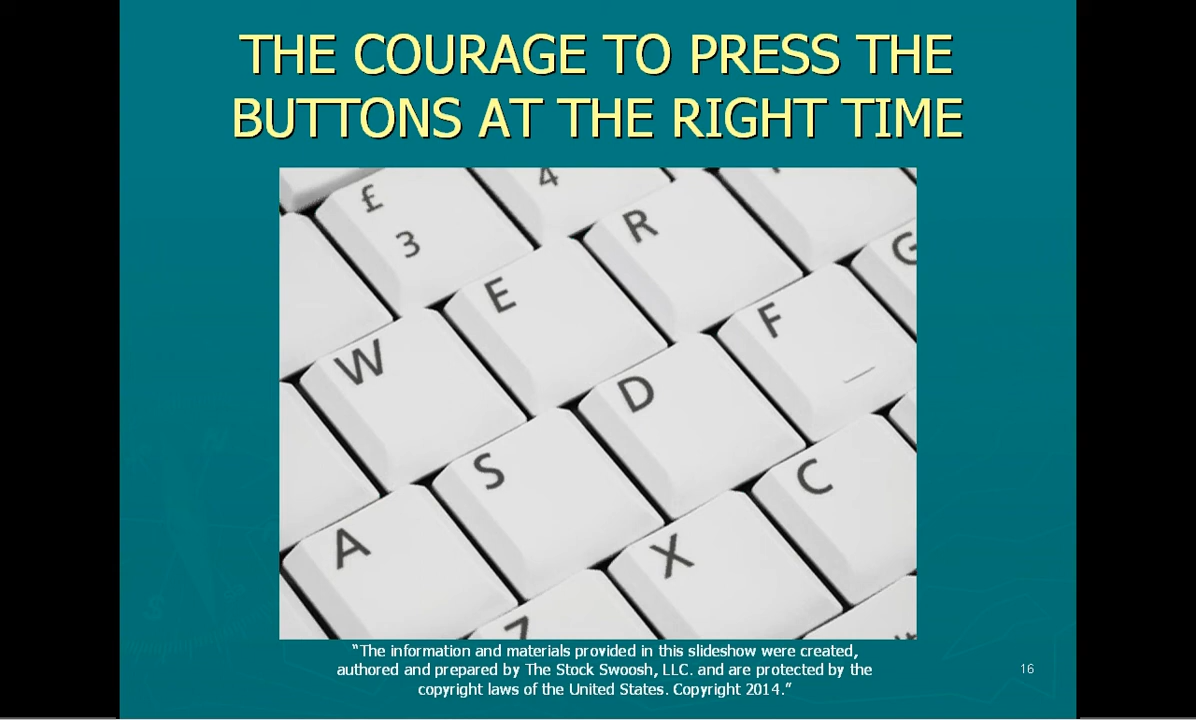 THE COURAGE TO PRESS THE
BUTTONS AT THE RIGHT TIME
£
4
3
R
G
E
F
W
D
S
C
A
X
Z
“The information and materials provided in this slideshow were created,
authored and prepared by The Stock Swoosh, LLC. and are protected by the
copyright laws of the United States. Copyright 2014.”
16